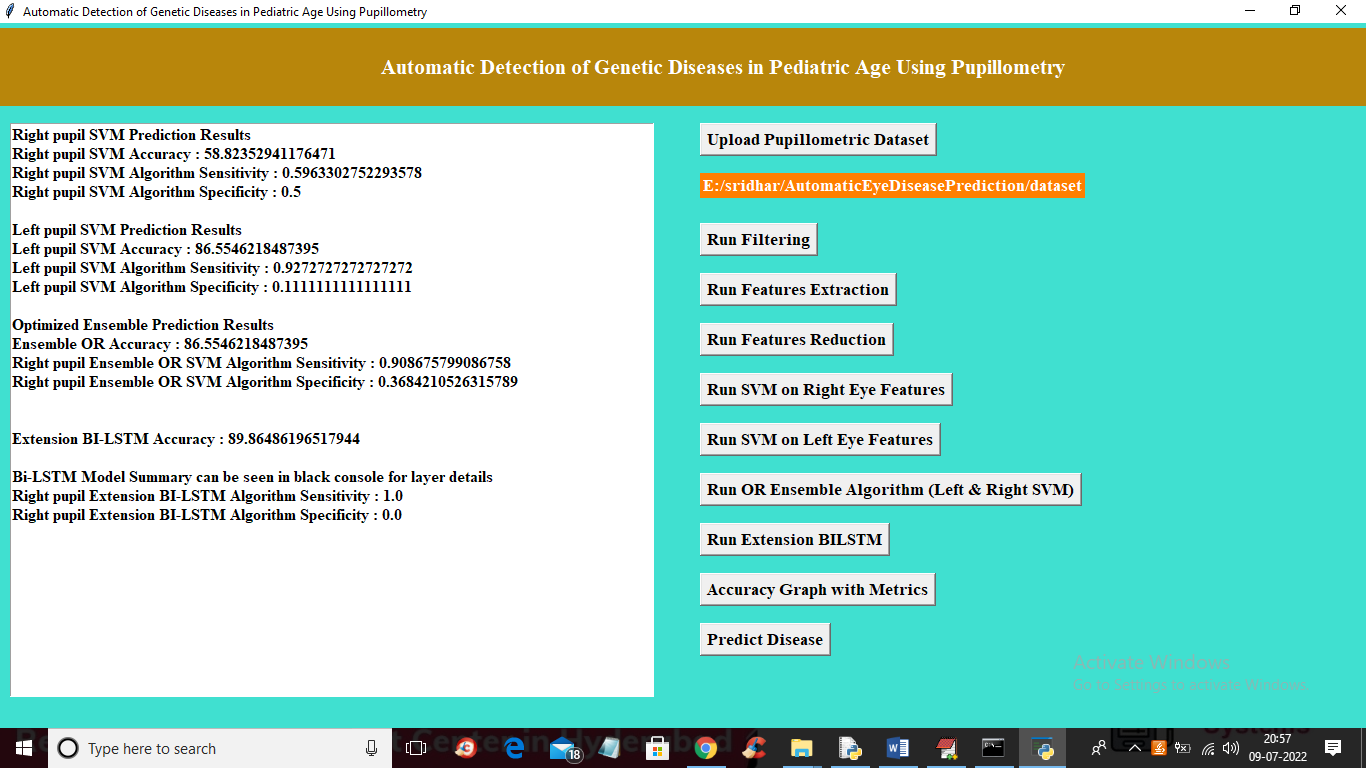 Automatic Detection of Genetic Diseases in Pediatric Age Using Pupillometry
Automatic Detection of Genetic Diseases in Pediatric Age Using Pupillometry
Right pupil SVM Prediction Results
Right pupil SVM Accuracy : 58.82352941176471
Right pupil SVM Algorithm Sensitivity : 0.5963302752293578
Right pupil SVM Algorithm Specificity : 0.5
Left pupil SVM Prediction Results
Left pupil SVM Accuracy : 86.5546218487395
Left pupil SVM Algorithm Sensitivity : 0.9272727272727272
Left pupil SVM Algorithm Specificity : 0.1111111111111111
Optimized Ensemble Prediction Results
Ensemble OR Accuracy : 86.5546218487395
Right pupil Ensemble OR SVM Algorithm Sensitivity : 0.908675799086758
Right pupil Ensemble OR SVM Algorithm Specificity : 0.3684210526315789
Extension BI-LSTM Accuracy : 89.86486196517944
Bi-LSTM Model Summary can be seen in black console for layer details
Right pupil Extension BI-LSTM Algorithm Sensitivity : 1.0
Right pupil Extension BI-LSTM Algorithm Specificity : 0.0
Upload Pupillometric Dataset
E:/sridhar/AutomaticEyeDiseasePrediction/dataset
Run Filtering
Run Features Extraction
Run Features Reduction
Run SVM on Right Eye Features
Run SVM on Left Eye Features
Run OR Ensemble Algorithm (Left & Right SVM)
Run Extension BILSTM
Accuracy Graph with Metrics
Predict Disease
Activate Windows
Go to Settings to activate Windows.
Type here to search
18
20:57
09-07-2022